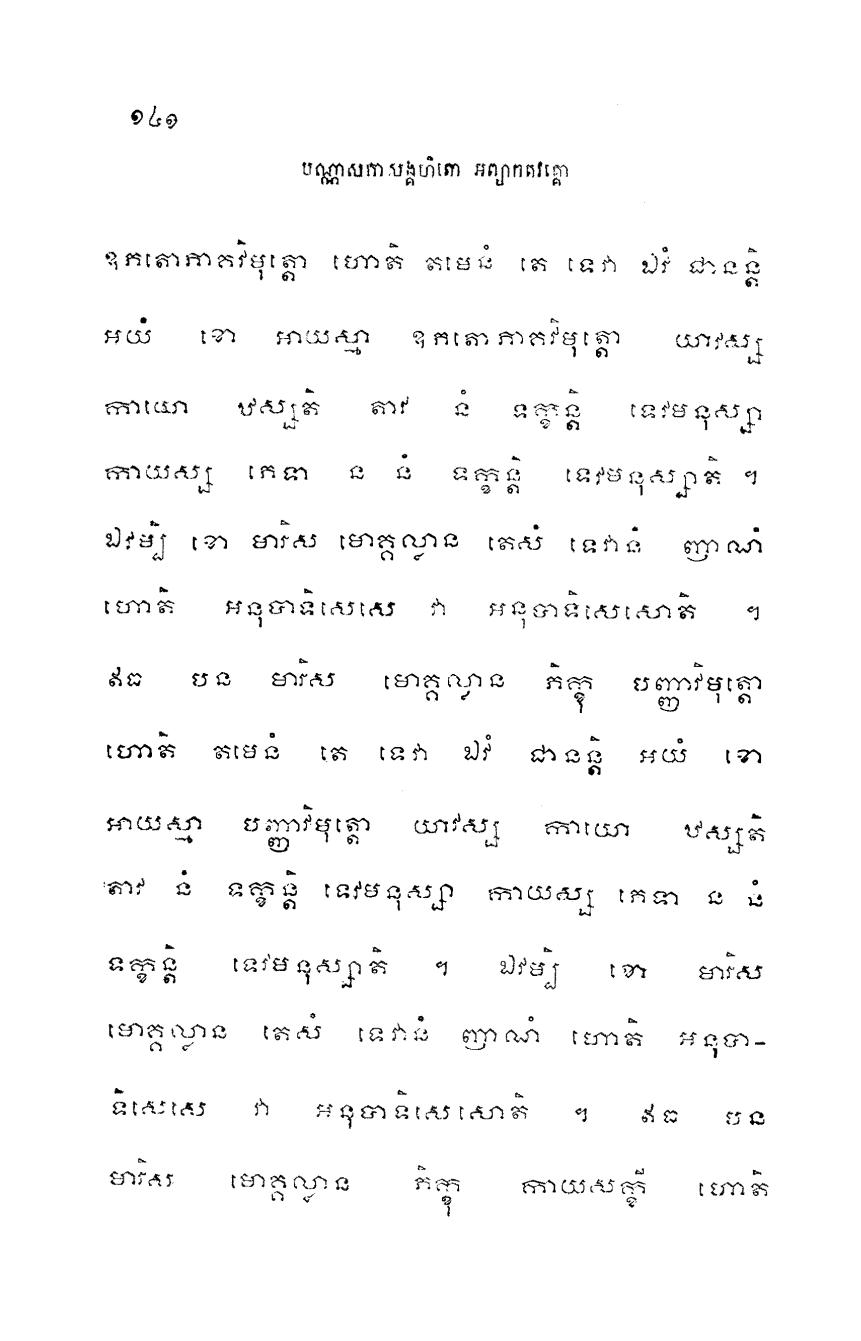 ១៤១
បណ្ណាសកាសង្គហិតោ អព្យាកតវគ្គោ
ឧភតោភាគវិមុត្តោ ហោតិ តមេនំ តេ ទេវា ឯវំ ជានន្តិ
អយំ ខោ អាយស្មា ឧភតោភាគវិមុត្តោ យាវស្ស
កាយោ ឋស្សតិ តាវ នំ ទក្ខន្តិ ទេវមនុស្សា
កាយស្ស ភេទា ន នំ ទក្ខន្តិ ទេវមនុស្សាតិ ។
ឯវម្បិ ខោ មារិស មោគ្គល្លាន តេសំ ទេវានំ ញាណំ
ហោតិ អនុបាទិសេសេ វា អនុបាទិសេសោតិ ។
ឥធ បន មារិស មោគ្គល្លាន ភិក្ខុ បញ្ញាវិមុត្តោ
ហោតិ តមេនំ តេ ទេវា ឯវំ ជានន្តិ អយំ ខោ
អាយស្មា បញ្ញាវិមុត្តោ យាវស្ស កាយោ ឋស្សតិ
តាវ នំ ទក្ខន្តិ ទេវមនុស្សា កាយស្ស ភេទា ន នំ
ទក្ខន្តិ ទេវមនុស្សាតិ ។ ឯវម្បិ ខោ មារិស
មោគ្គល្លាន តេសំ ទេវានំ ញាណំ ហោតិ អនុបា-
ទិសេសេ វា អនុបាទិសេសោតិ ។ ឥធ បន
មារិស មោគ្គល្លាន ភិក្ខុ កាយសក្ខី ហោតិ